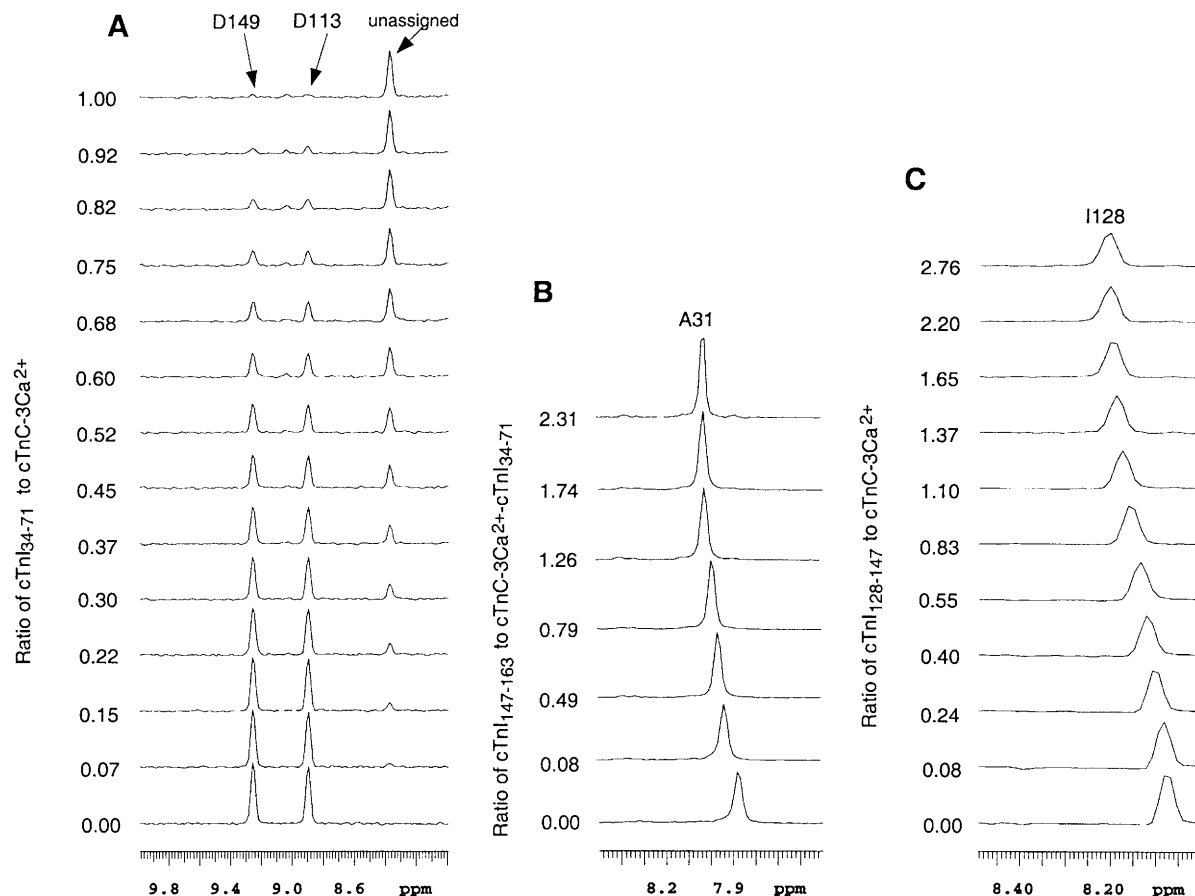 A
D149 D113 unassigned
1.00
0.92
0.82
0.75
0.68
0.60
0.52
0.45
0.37
0.30
0.22
0.15
0.07
0.00
Ratio of cTnI34-71 to cTnC-3Ca2+
9.8 9.4 9.0 8.6 ppm
B
A31
2.31
1.74
1.26
0.79
0.49
0.08
0.00
Ratio of cTnI147-163 to cTnC-3Ca2+-cTnI34-71
8.2 7.9 ppm
C
I128
2.76
2.20
1.65
1.37
1.10
0.83
0.55
0.40
0.24
0.08
0.00
Ratio of cTnI128-147 to cTnC-3Ca2+
8.40 8.20 ppm